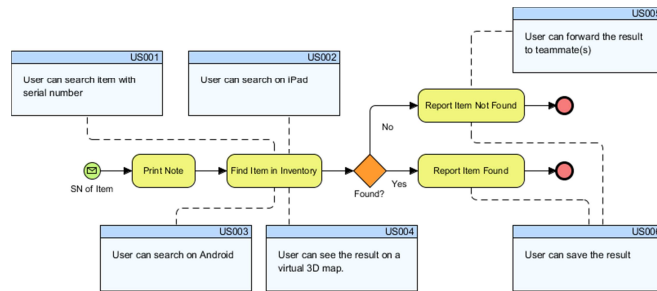 US001
User can search item with
serial number
US002
User can search on iPad
US005
User can forward the result
to teammate(s)
Report Item Not Found
No
SN of Item
Print Note
Find Item in Inventory
Found?
Yes
Report Item Found
US003
User can search on Android
US004
User can see the result on a
virtual 3D map.
US006
User can save the result